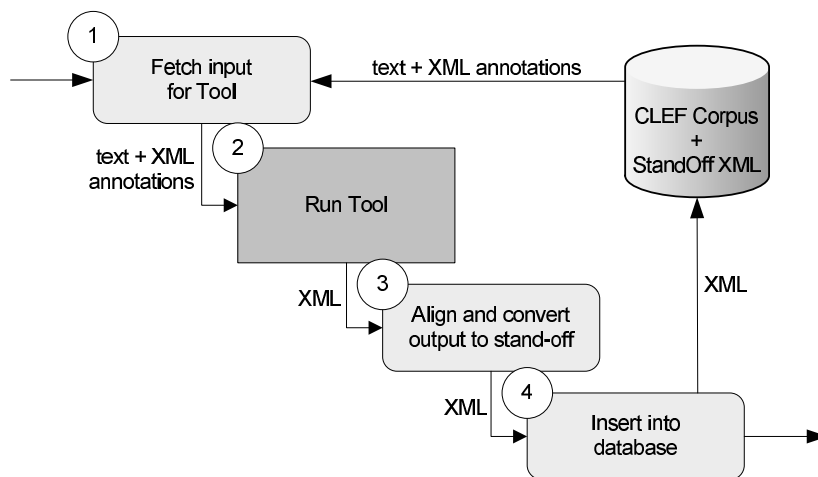 1
Fetch input
for Tool
text + XML annotations
CLEF Corpus
+
StandOff XML
text + XML
annotations
2
Run Tool
XML
3
Align and convert
output to stand-off
XML
XML
4
Insert into
database